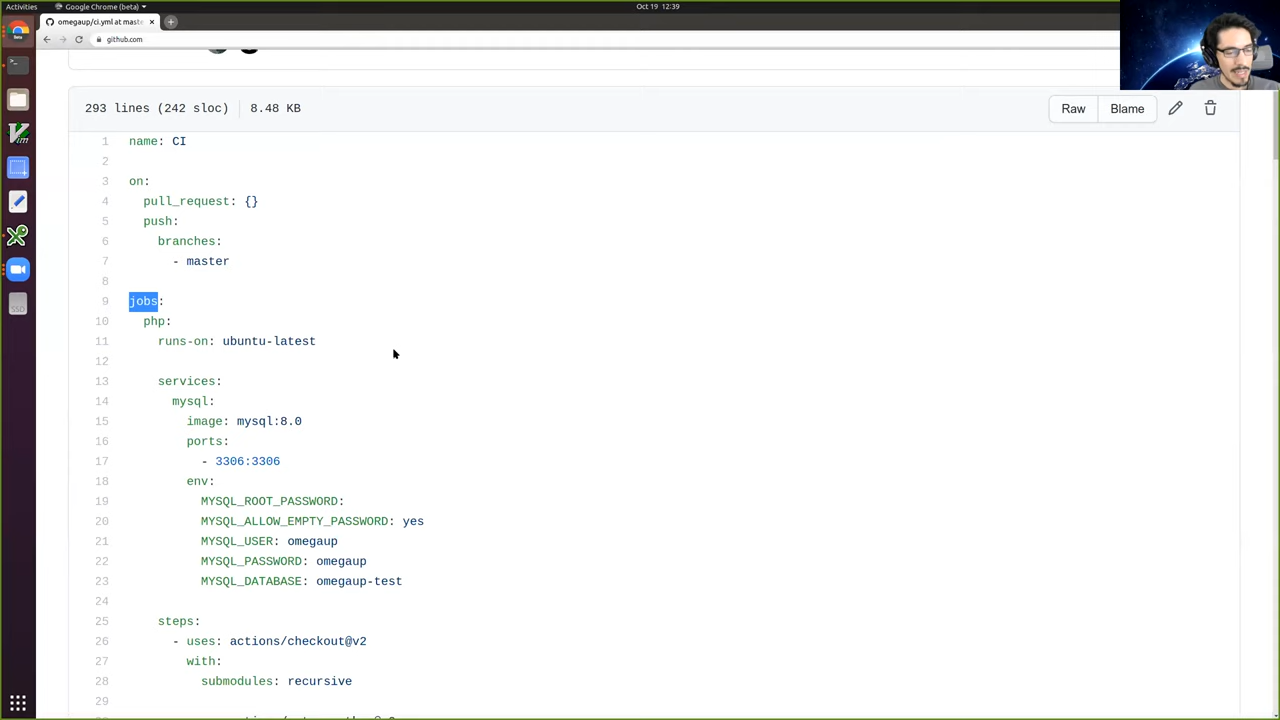 Activities
Google Chrome (beta)
Oct 19 12:39
omegaup/ci.yml at mast
github.com
293 lines (242 sloc)
8.48 KB
Raw
Blame
1 name: CI
2
3 on:
4 pull_request: {}
5 push:
6 branches:
7 - master
8
9 jobs:
10 php:
11 runs-on: ubuntu-latest
12
13 services:
14 mysql:
15 image: mysql:8.0
16 ports:
17 - 3306:3306
18 env:
19 MYSQL_ROOT_PASSWORD:
20 MYSQL_ALLOW_EMPTY_PASSWORD: yes
21 MYSQL_USER: omegaup
22 MYSQL_PASSWORD: omegaup
23 MYSQL_DATABASE: omegaup-test
24
25 steps:
26 - uses: actions/checkout@v2
27 with:
28 submodules: recursive
29
SSD